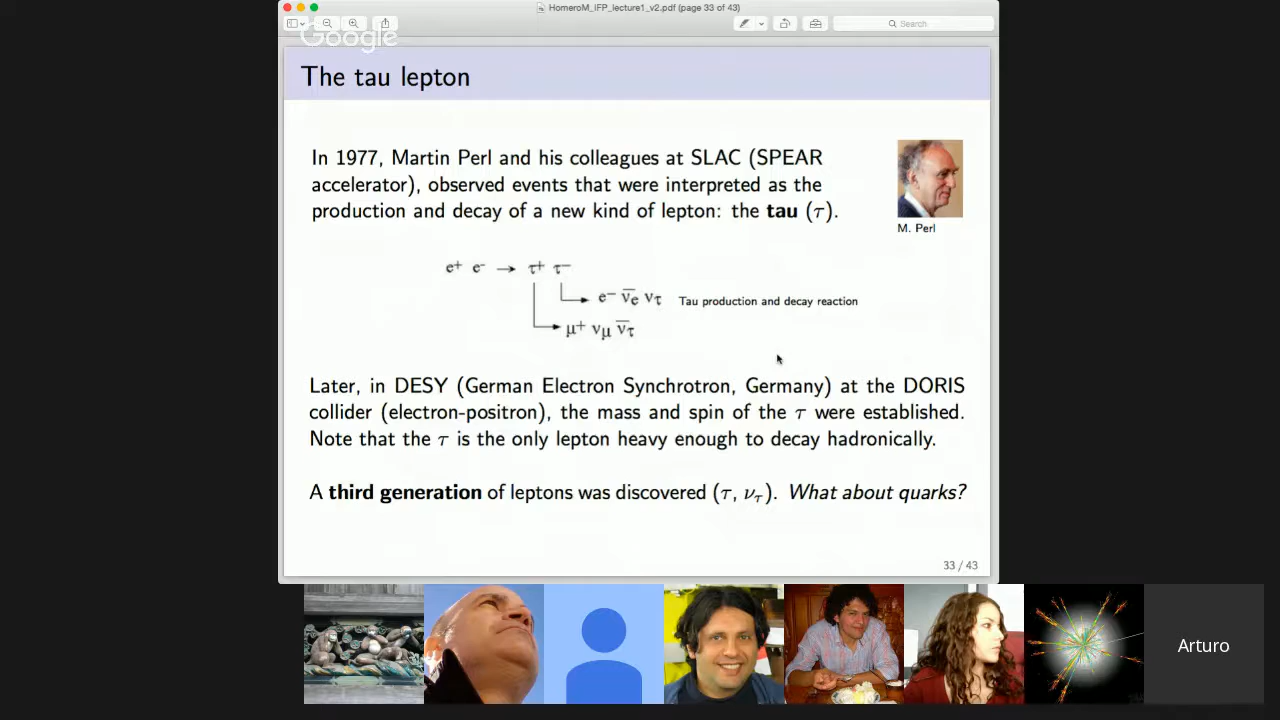 HomeroM_IFP_lecture1_v2.pdf (page 33 of 43)
Search
Google
The tau lepton
In 1977, Martin Perl and his colleagues at SLAC (SPEAR
accelerator), observed events that were interpreted as the
production and decay of a new kind of lepton: the tau (τ).
M. Perl
e⁺ e⁻ → τ⁺ τ⁻
e⁻ ν̅e ντ Tau production and decay reaction
μ⁺ νμ ν̅τ
Later, in DESY (German Electron Synchrotron, Germany) at the DORIS
collider (electron-positron), the mass and spin of the τ were established.
Note that the τ is the only lepton heavy enough to decay hadronically.
A third generation of leptons was discovered (τ, ντ). What about quarks?
33 / 43
Arturo